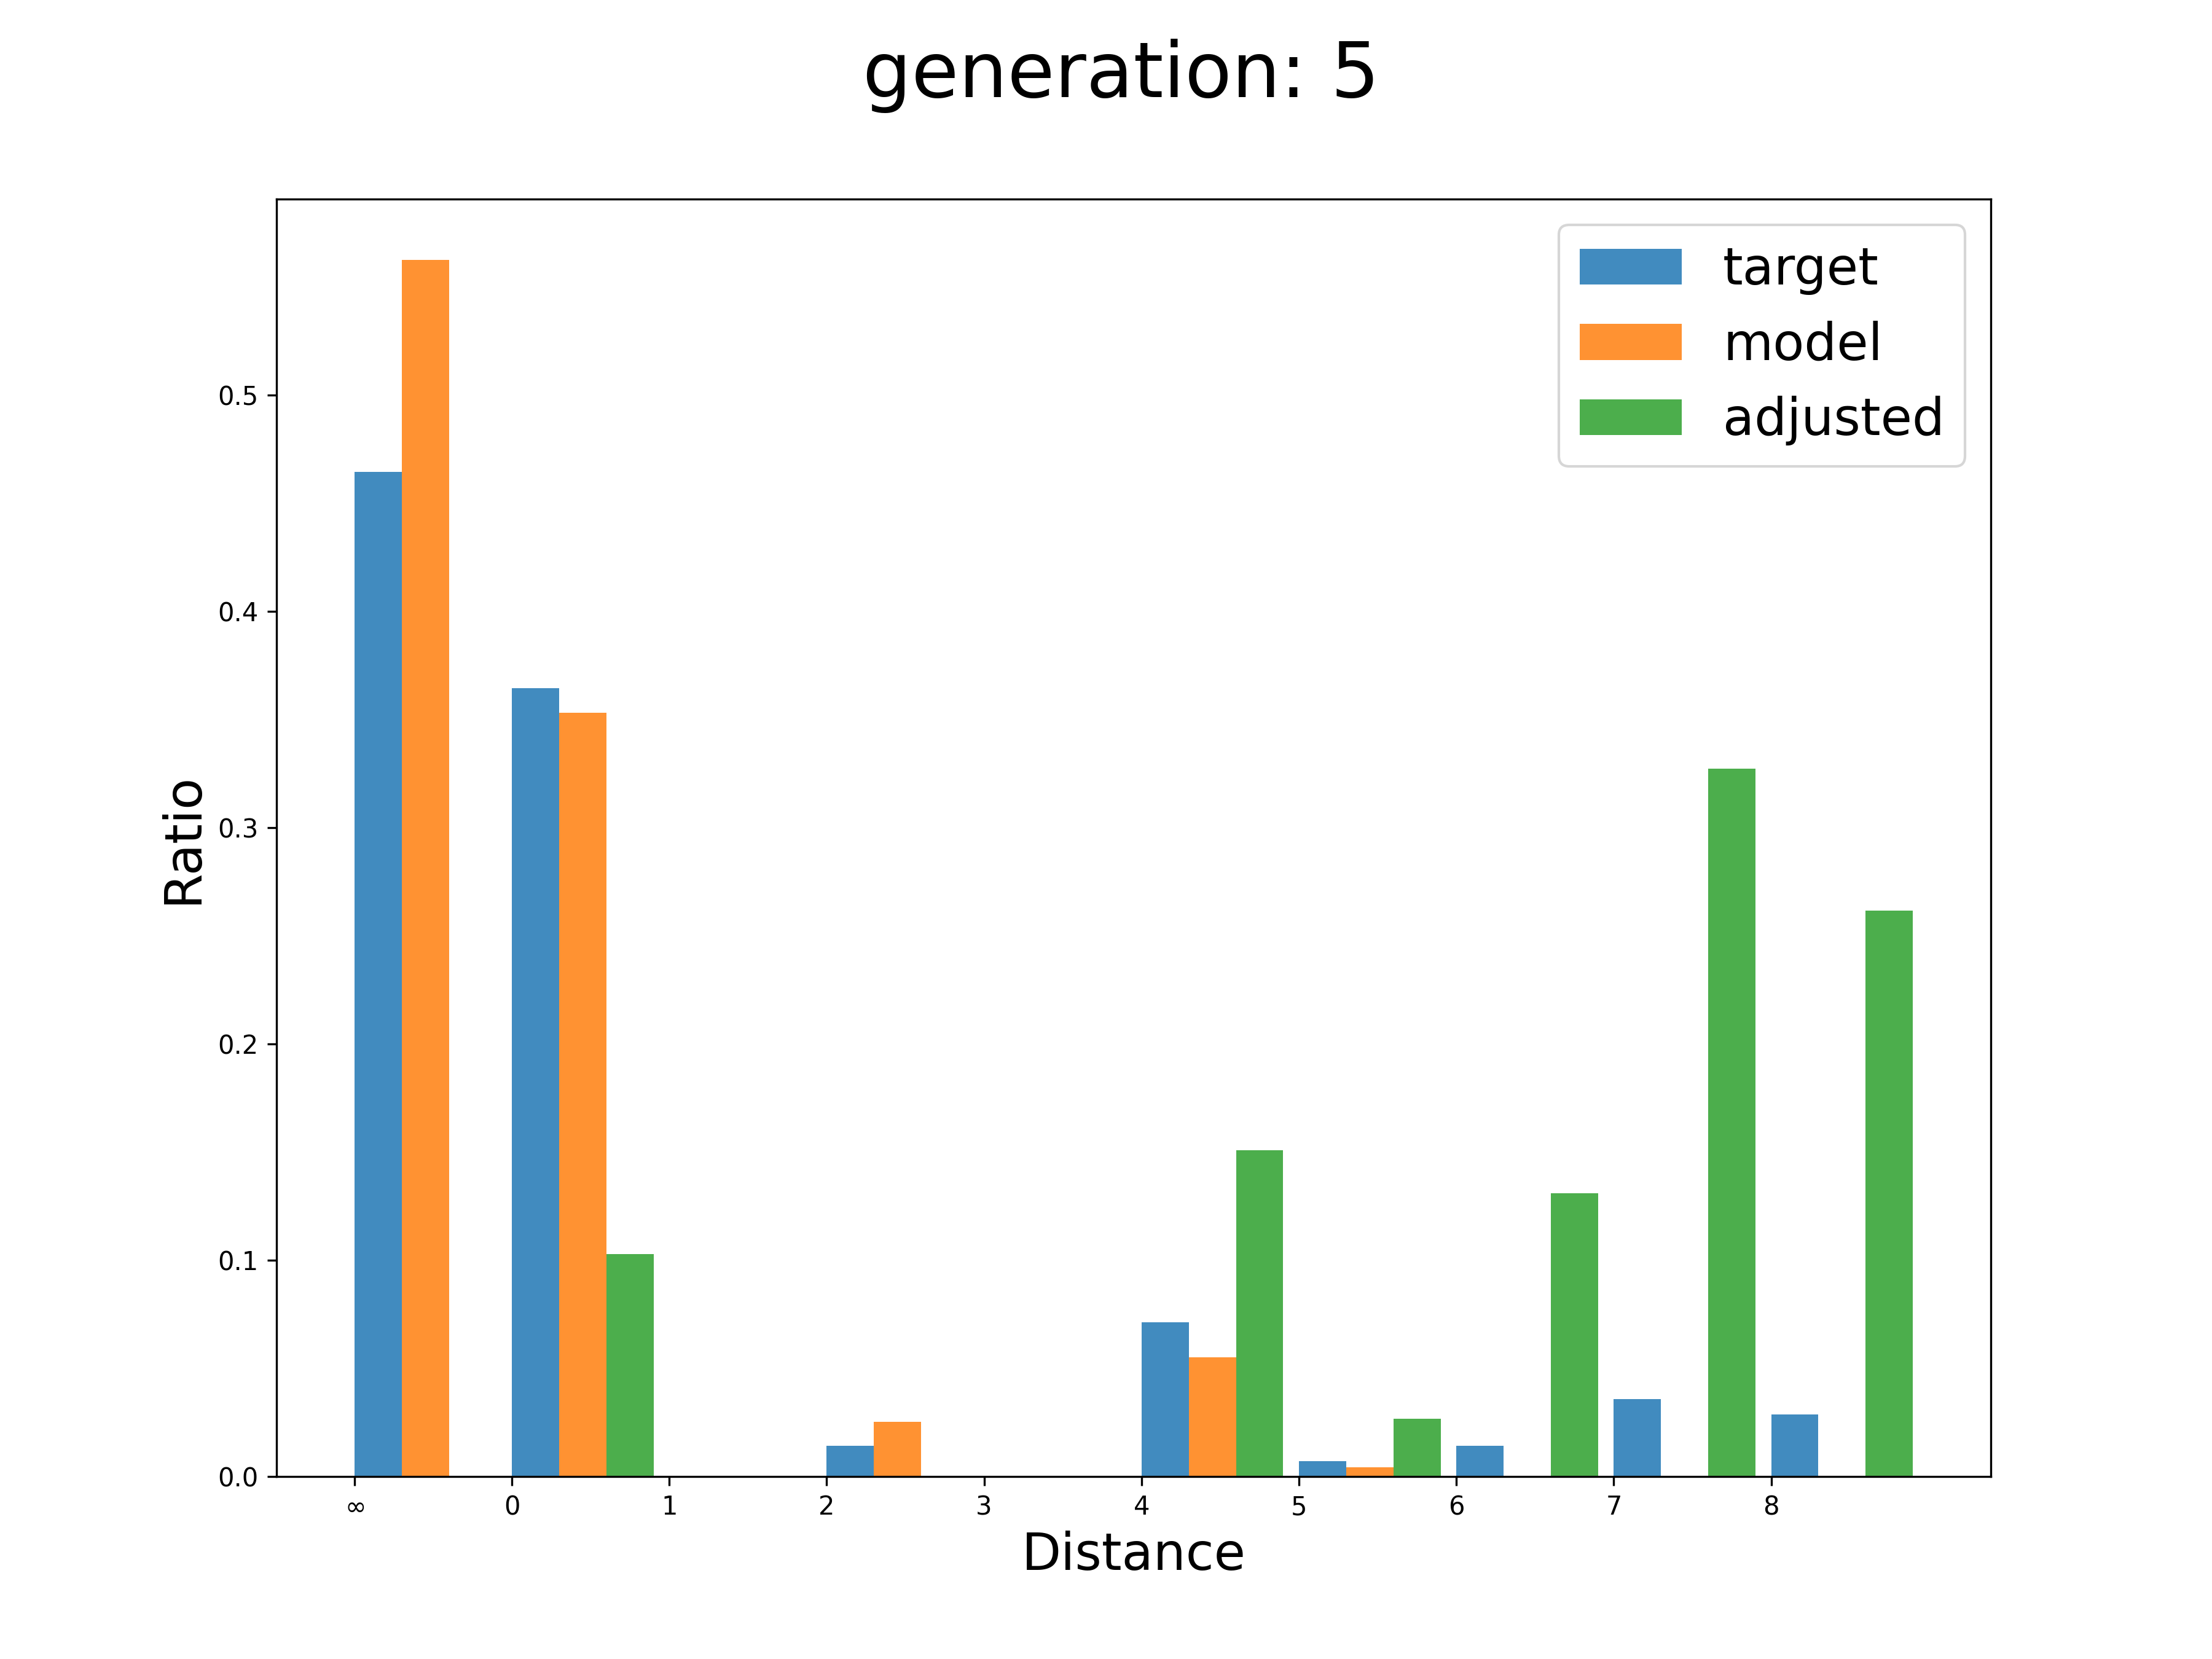 generation: 5
target
model
adjusted
Ratio
0.5
0.4
0.3
0.2
0.1
0.0
∞ 0 1 2 3 4 5 6 7 8
Distance